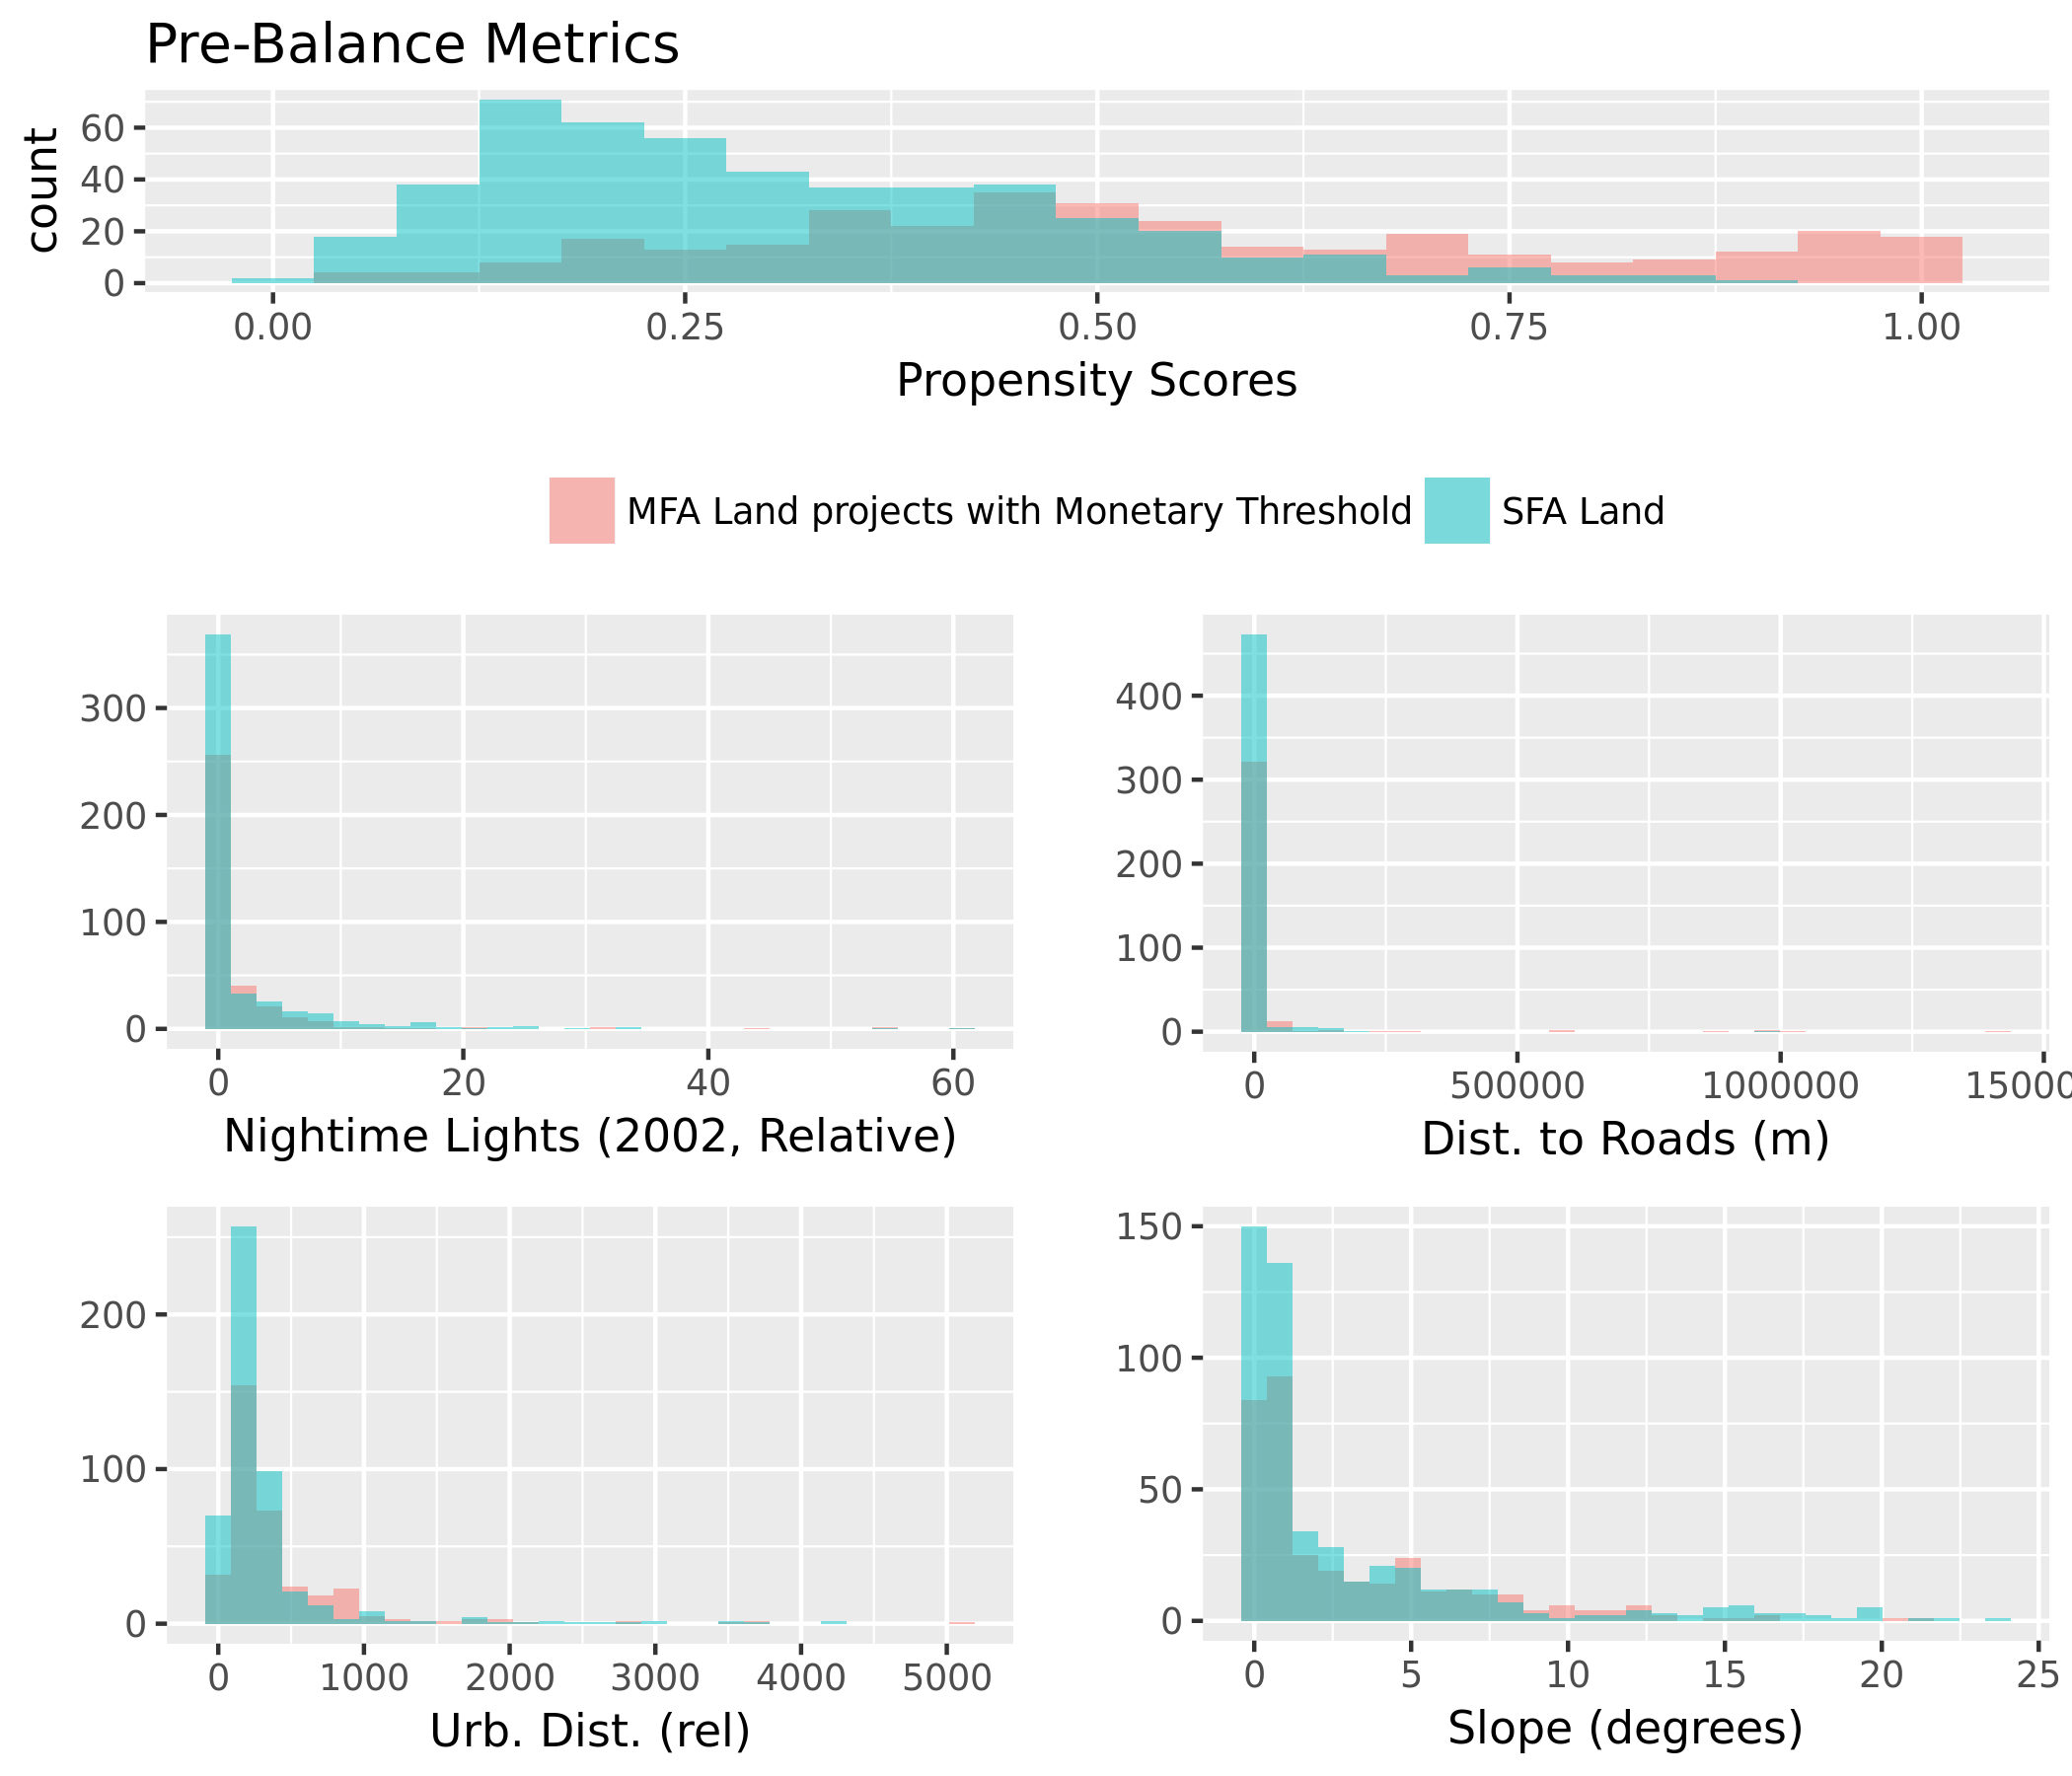 Pre-Balance Metrics
count
60
40
20
0
0.00 0.25 0.50 0.75 1.00
Propensity Scores
MFA Land projects with Monetary Threshold SFA Land
300
200
100
0
0 20 40 60
Nightime Lights (2002, Relative)
400
300
200
100
0
0 500000 1000000 15000
Dist. to Roads (m)
200
100
0
0 1000 2000 3000 4000 5000
Urb. Dist. (rel)
150
100
50
0
0 5 10 15 20 25
Slope (degrees)